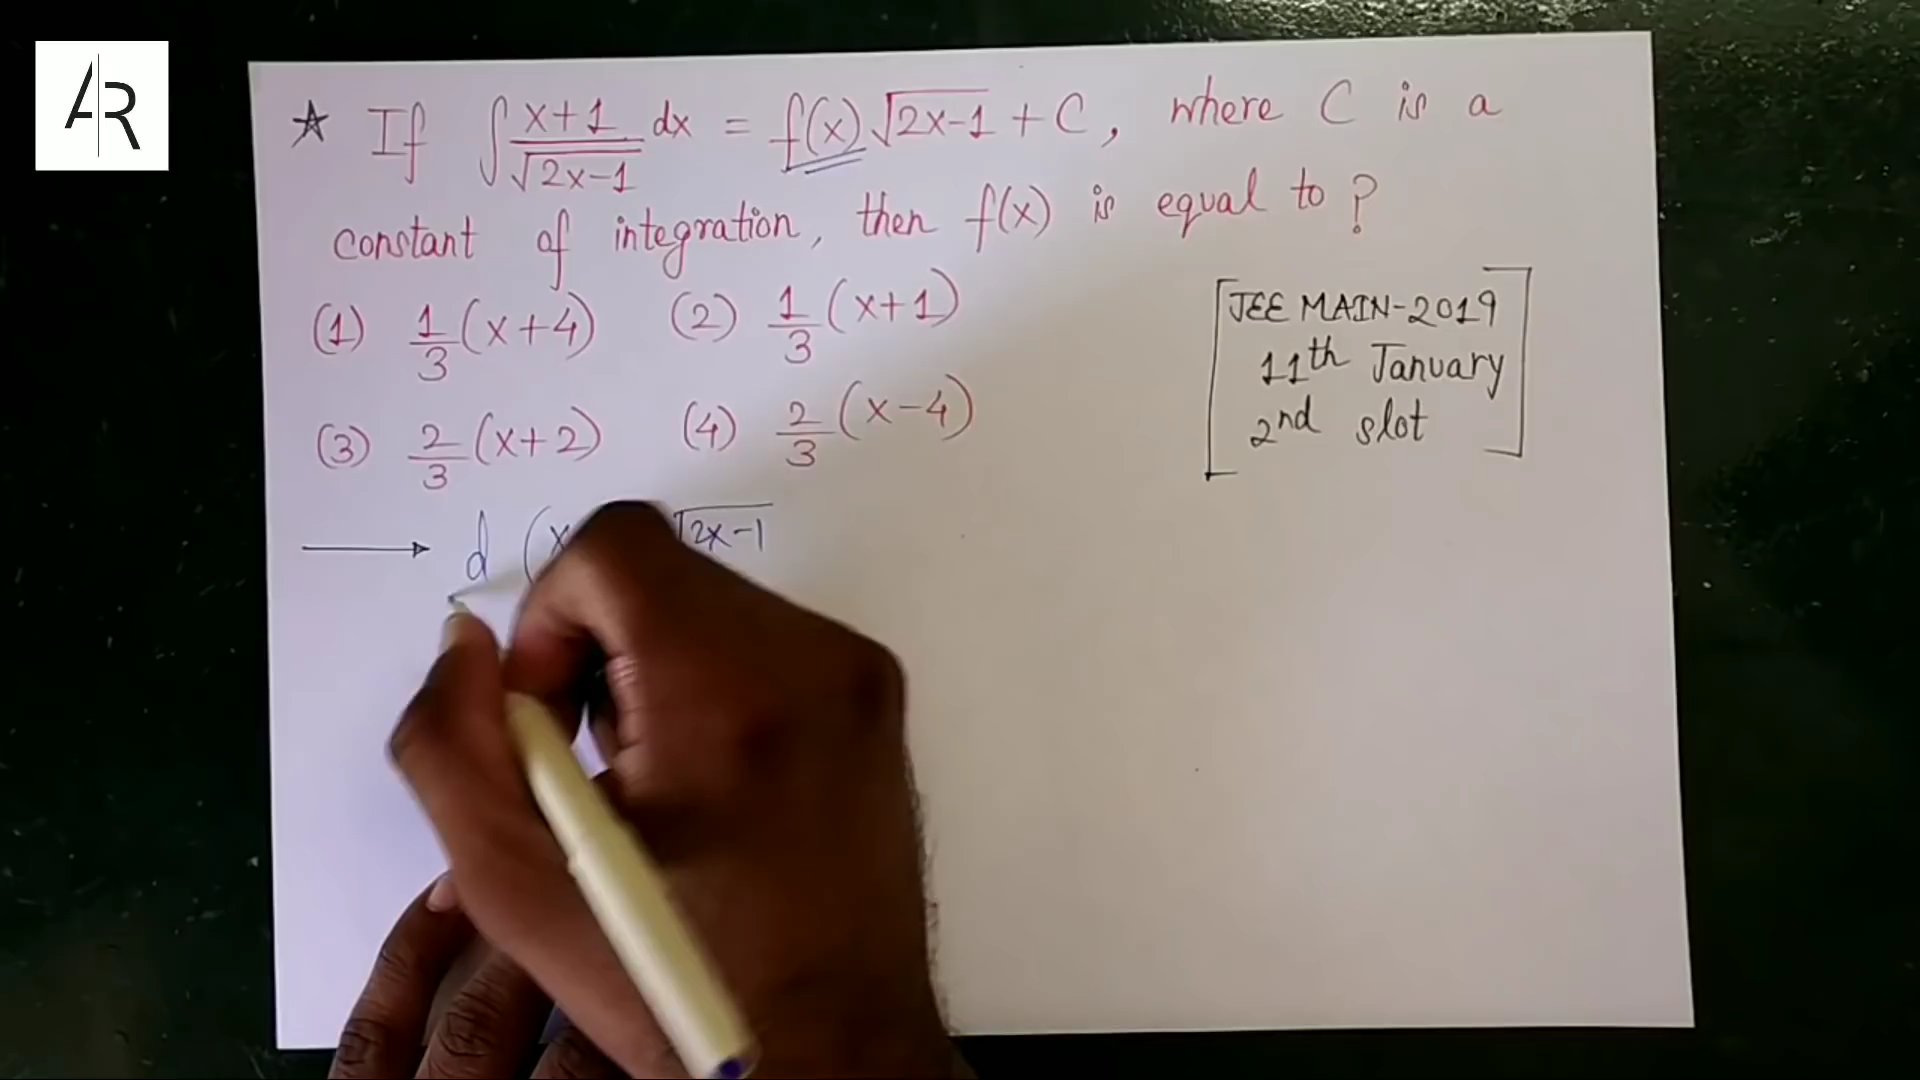 AR
★ If ∫ (x+1)/√(2x-1) dx = f(x) √(2x-1) + C, where C is a
constant of integration, then f(x) is equal to ?
(1) 1/3 (x+4) (2) 1/3 (x+1)
(3) 2/3 (x+2) (4) 2/3 (x-4)
[JEE MAIN-2019
11th January
2nd slot]
→ d (x √(2x-1)